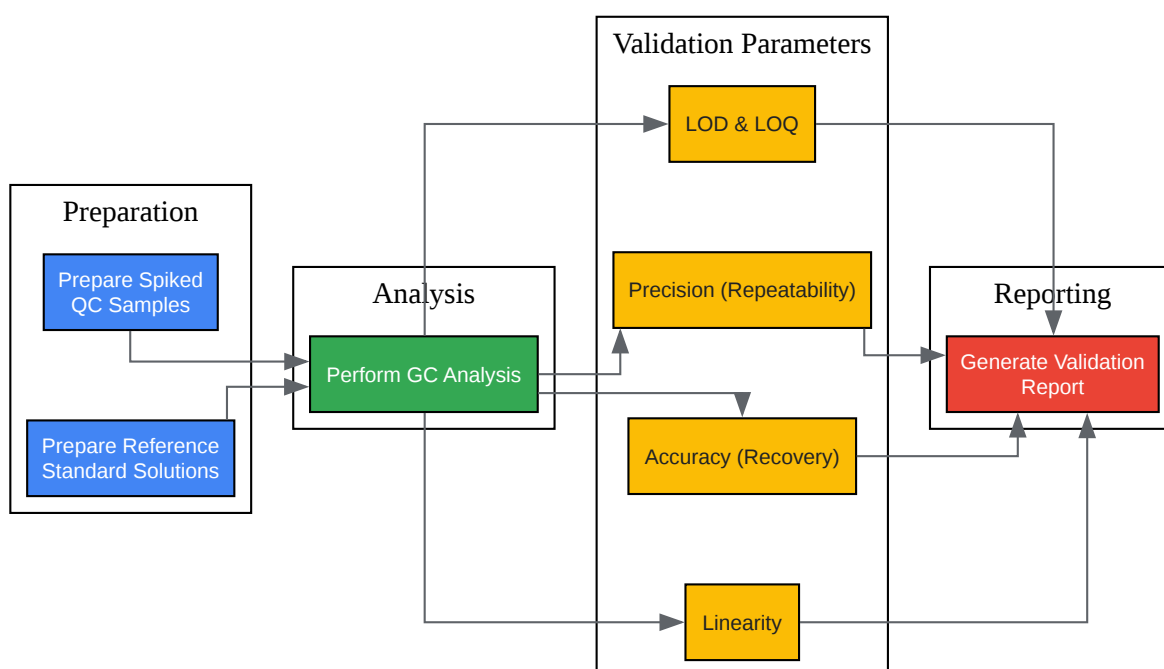 Preparation
Prepare Spiked
QC Samples
Prepare Reference
Standard Solutions
Analysis
Perform GC Analysis
Validation Parameters
LOD & LOQ
Precision (Repeatability)
Accuracy (Recovery)
Linearity
Reporting
Generate Validation
Report